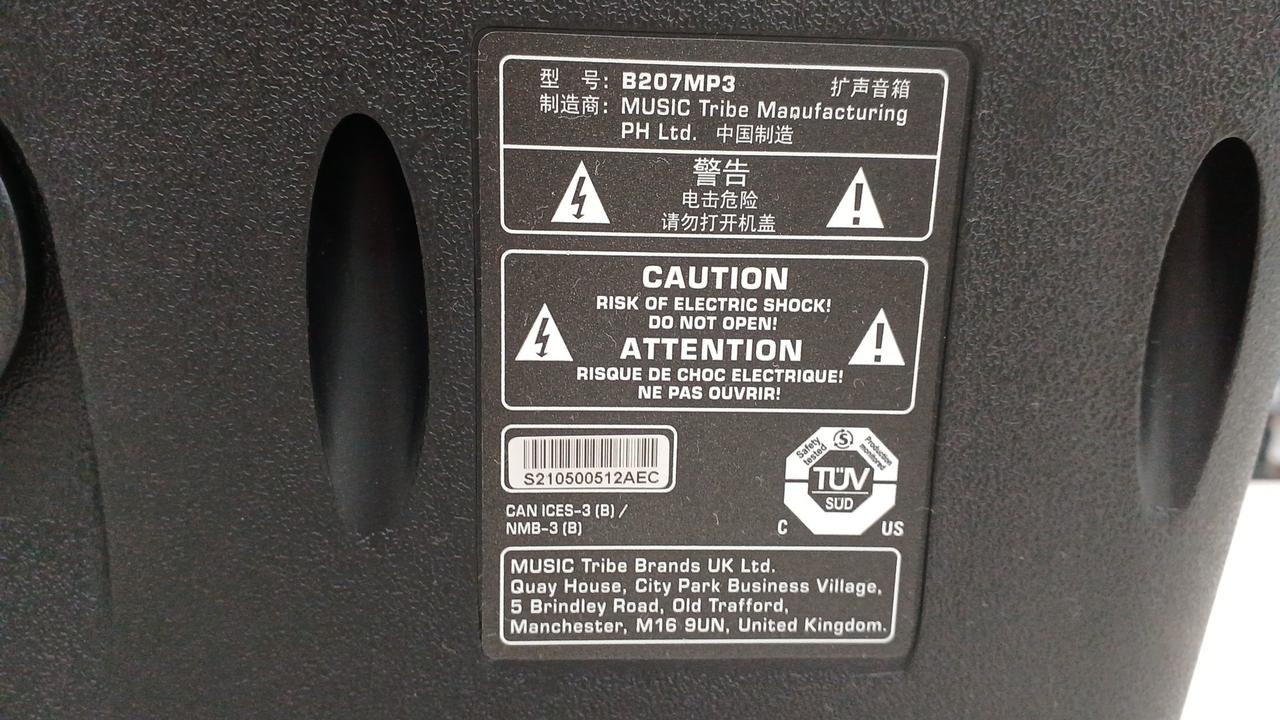 型 号: B207MP3 扩声音箱
制造商: MUSIC Tribe Manufacturing
PH Ltd. 中国制造
警告
电击危险
请勿打开机盖
CAUTION
RISK OF ELECTRIC SHOCK!
DO NOT OPEN!
ATTENTION
RISQUE DE CHOC ELECTRIQUE!
NE PAS OUVRIR!
S210500512AEC
CAN ICES-3 (B) /
NMB-3 (B)
Safety tested
S
Production monitored
TÜV
SÜD
C US
MUSIC Tribe Brands UK Ltd.
Quay House, City Park Business Village,
5 Brindley Road, Old Trafford,
Manchester, M16 9UN, United Kingdom.